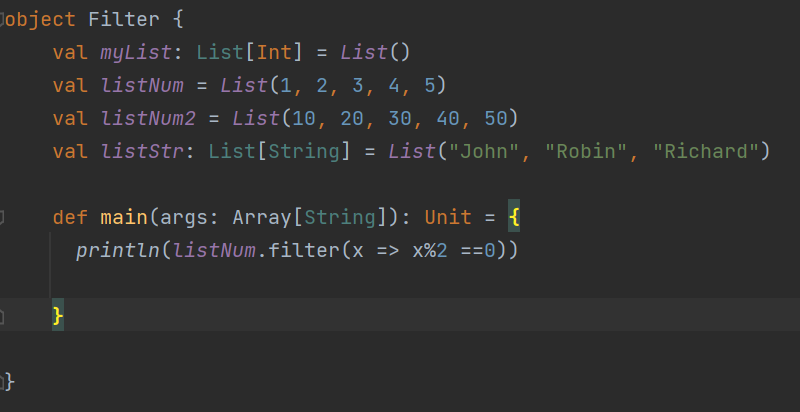 object Filter {
    val myList: List[Int] = List()
    val listNum = List(1, 2, 3, 4, 5)
    val listNum2 = List(10, 20, 30, 40, 50)
    val listStr: List[String] = List("John", "Robin", "Richard")
    def main(args: Array[String]): Unit = {
      println(listNum.filter(x => x%2 ==0))
    }
}